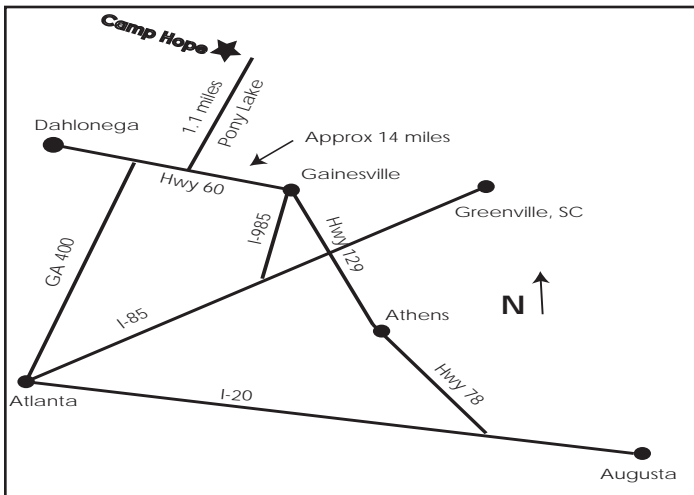 Camp Hope
1.1 miles
Pony Lake
Dahlonega
Approx 14 miles
Hwy 60
Gainesville
Greenville, SC
I-985
Hwy 129
GA 400
N
I-85
Athens
Hwy 78
Atlanta
I-20
Augusta